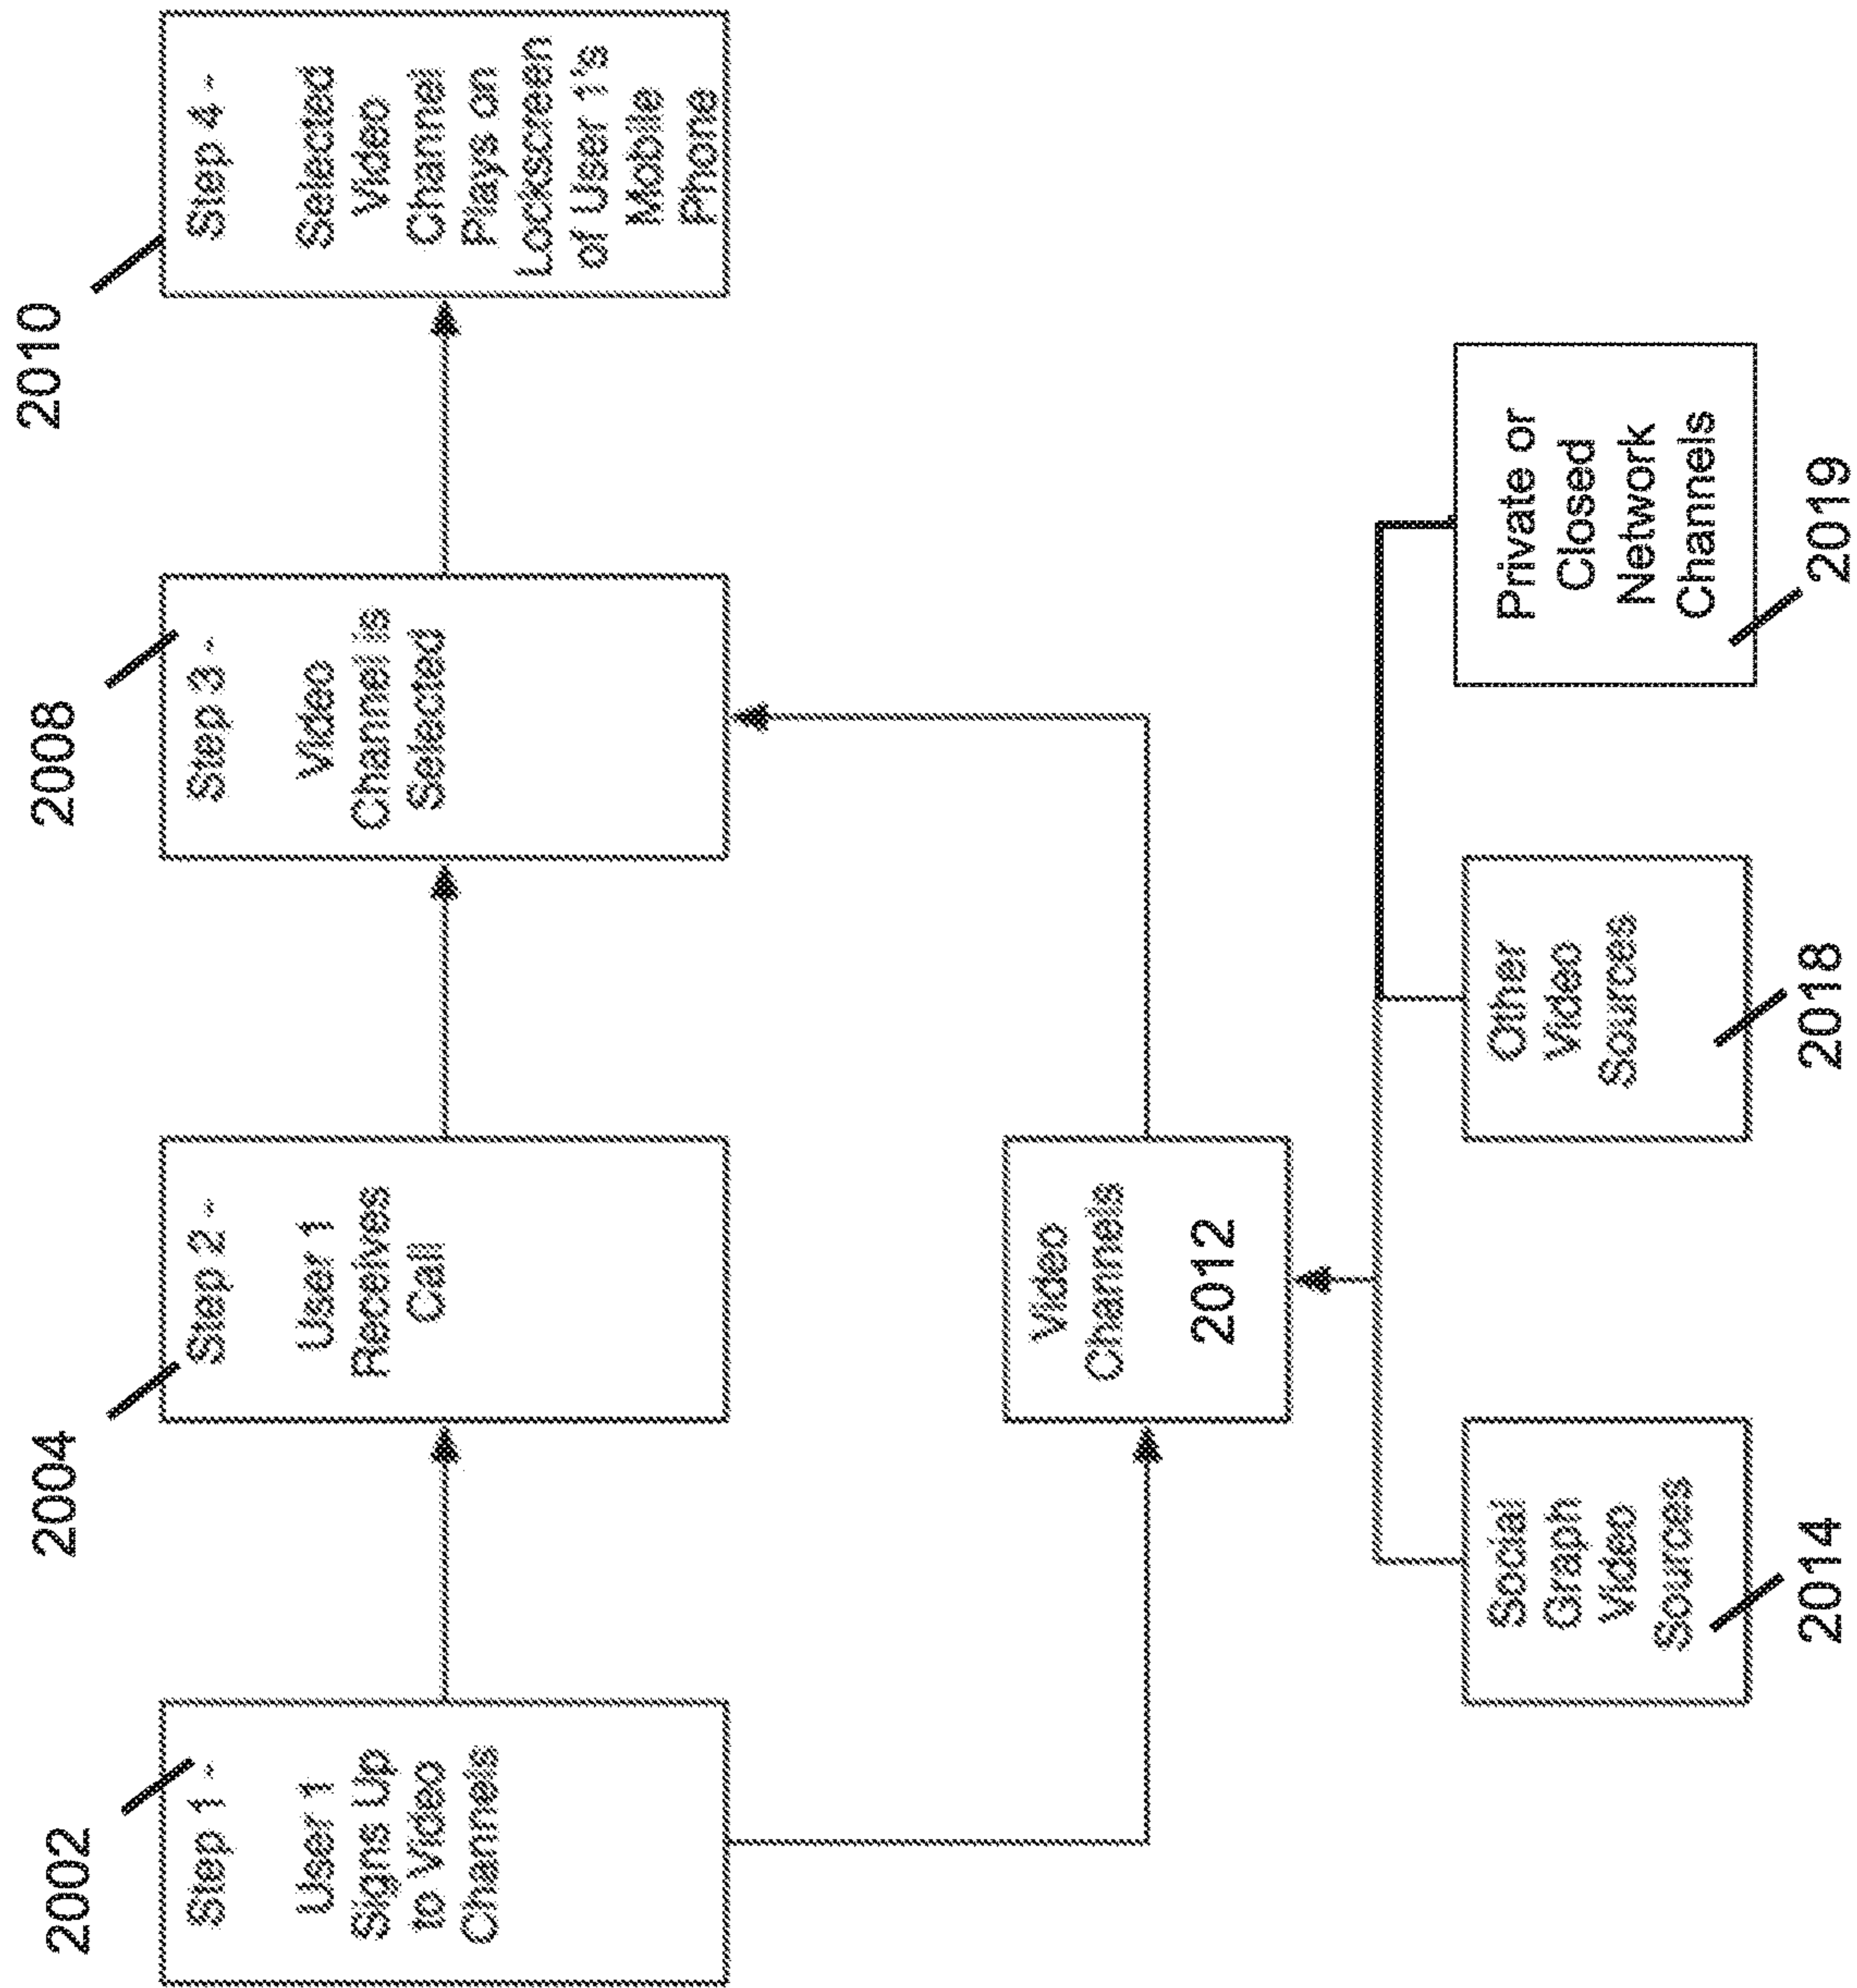 2002
Step 1 -
User 1
Signs Up
to Video
Channels
2004
Step 2 -
User 1
Receives
Call
2008
Step 3 -
Video
Channel is
Selected
2010
Step 4 -
Selected
Video
Channel
Plays on
Lockscreen
of User 1's
Mobile
Phone
Video
Channels
2012
Social
Graph
Video
Sources
2014
Other
Video
Sources
2018
Private or
Closed
Network
Channels
2019